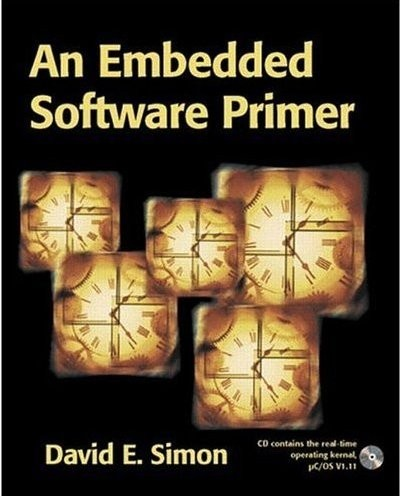 An Embedded
Software Primer
David E. Simon
CD contains the real-time
operating kernal,
µC/OS V1.11